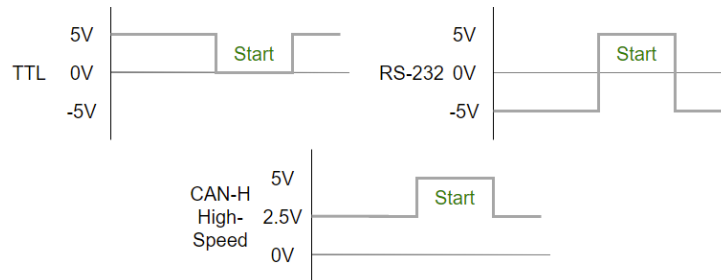 5V
TTL 0V
-5V
Start
5V
RS-232 0V
-5V
Start
CAN-H
High-
Speed
5V
2.5V
0V
Start